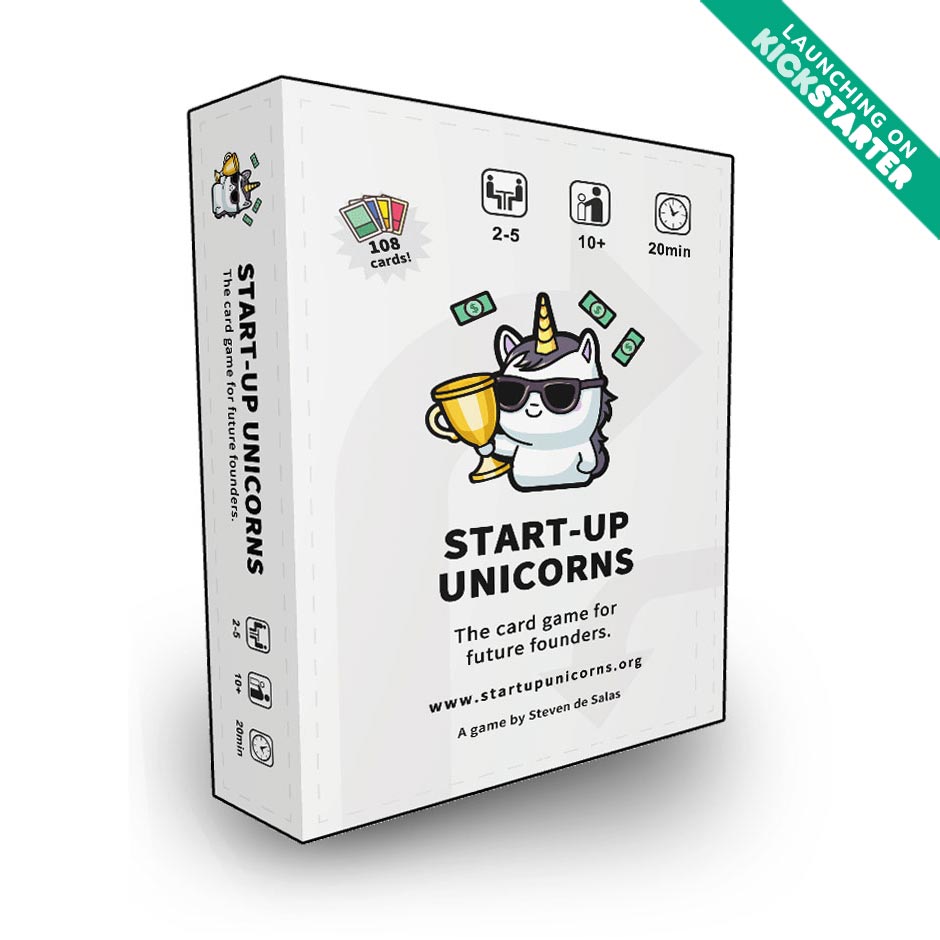 LAUNCHING ON
KICKSTARTER
108
cards!
2-5
10+
20min
START-UP
UNICORNS
The card game for
future founders.
www.startupunicorns.org
A game by Steven de Salas
START-UP UNICORNS
The card game for future founders.
2-5
10+
20min